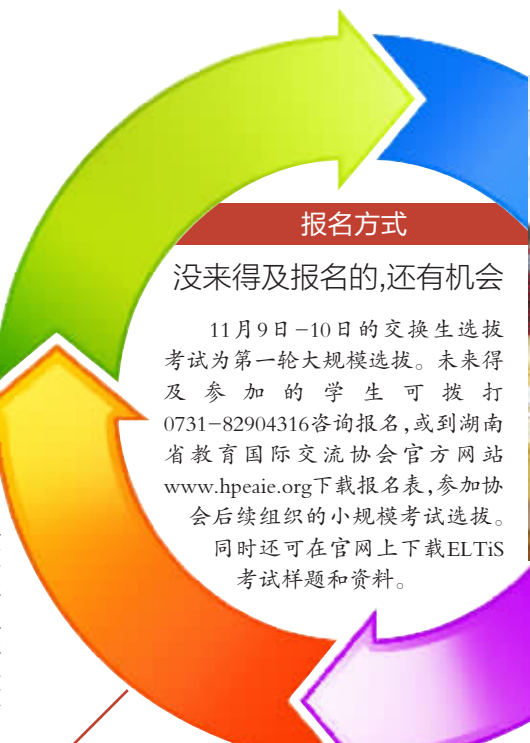 报名方式
没来得及报名的,还有机会
11月9日-10日的交换生选拔
考试为第一轮大规模选拔。未来得
及参加的学生可拨打
0731-82904316咨询报名,或到湖南
省教育国际交流协会官方网站
www.hpeaie.org下载报名表,参加协
会后续组织的小规模考试选拔。
同时还可在官网上下载ELTiS
考试样题和资料。